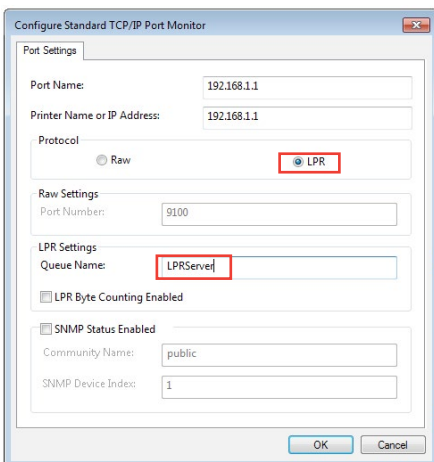 Configure Standard TCP/IP Port Monitor
Port Settings
Port Name: 192.168.1.1
Printer Name or IP Address: 192.168.1.1
Protocol
Raw LPR
Raw Settings
Port Number: 9100
LPR Settings
Queue Name: LPRServer
LPR Byte Counting Enabled
SNMP Status Enabled
Community Name: public
SNMP Device Index: 1
OK Cancel